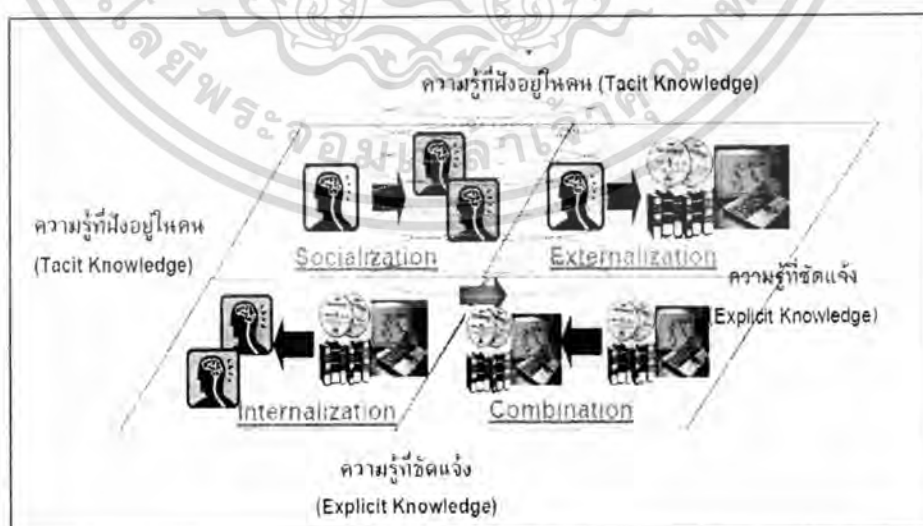 ความรู้ที่ฝังอยู่ในคน (Tacit Knowledge)
ความรู้ที่ฝังอยู่ในคน
(Tacit Knowledge)
Socialization
Externalization
ความรู้ที่ชัดแจ้ง
(Explicit Knowledge)
Internalization
Combination
ความรู้ที่ชัดแจ้ง
(Explicit Knowledge)